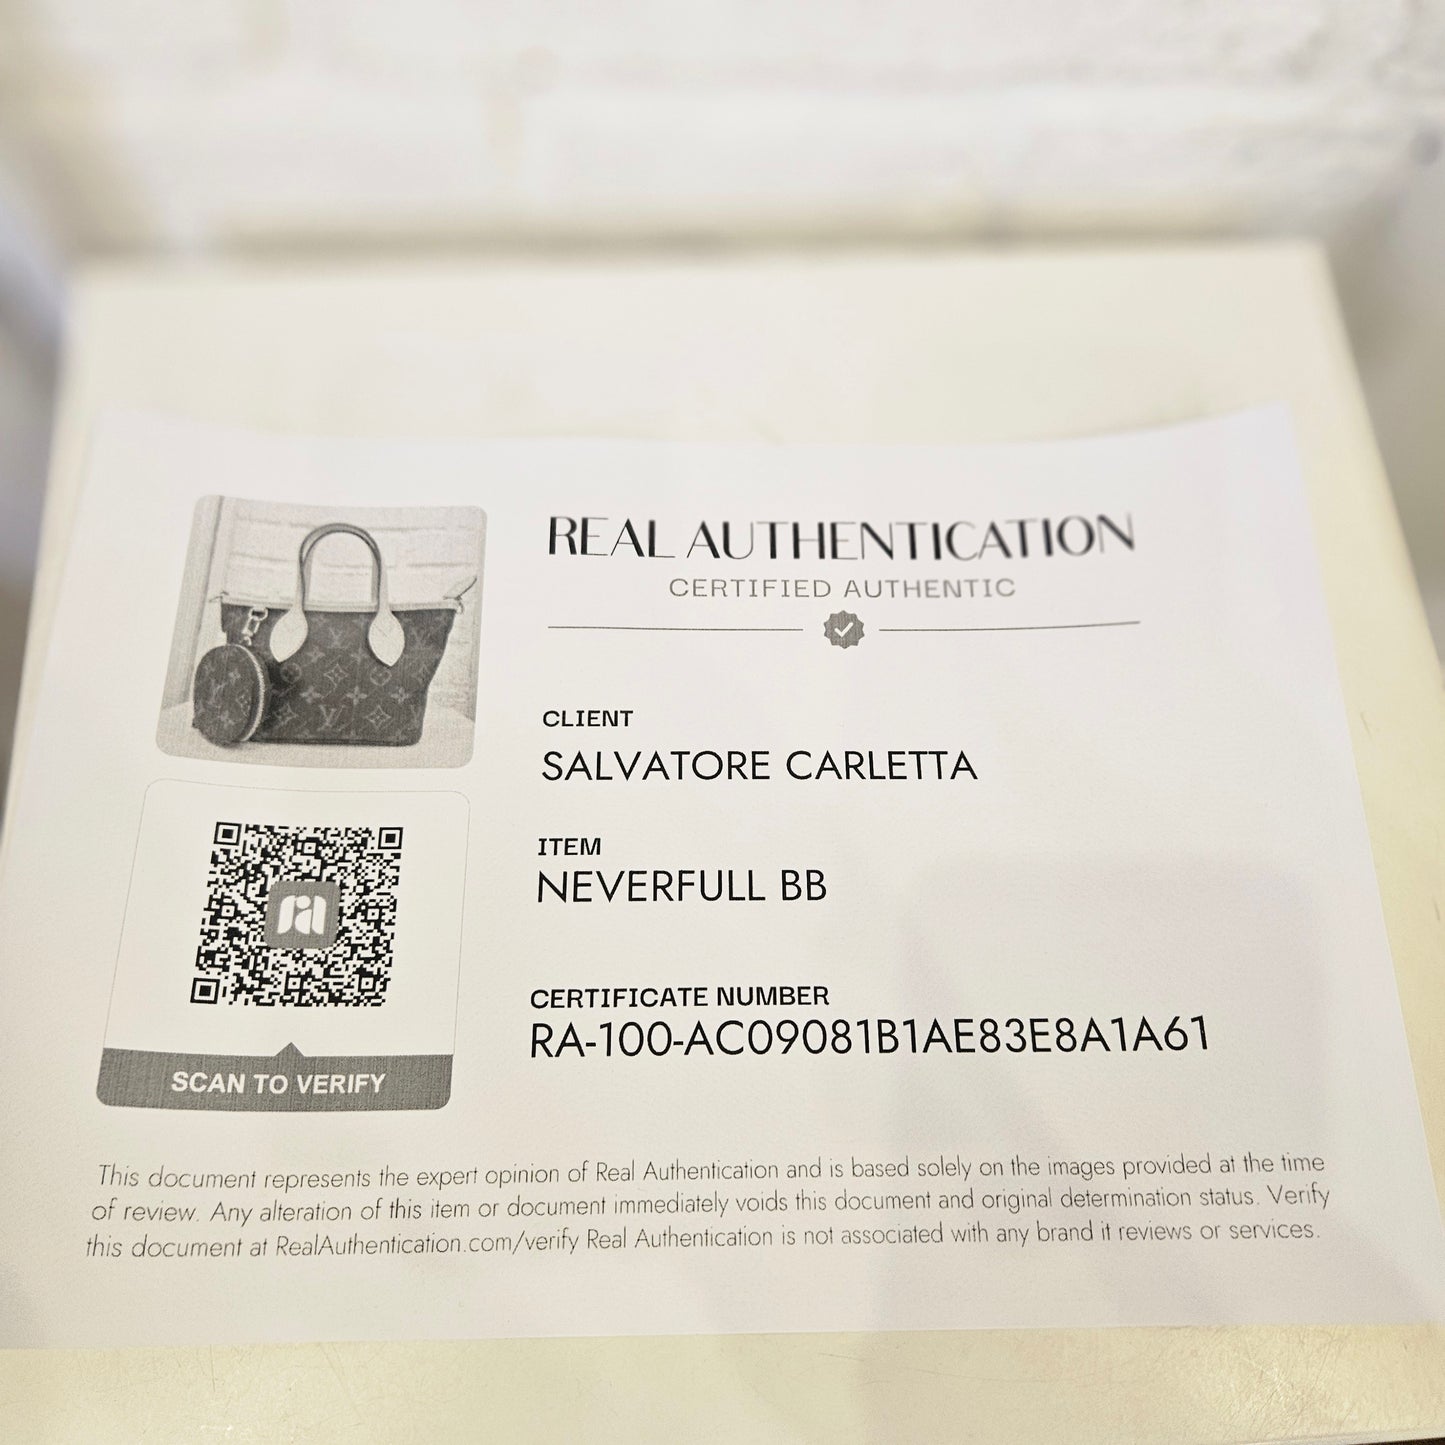 REAL AUTHENTICATION
CERTIFIED AUTHENTIC
CLIENT
SALVATORE CARLETTA
ITEM
NEVERFULL BB
CERTIFICATE NUMBER
RA-100-AC09081B1AE83E8A1A61
ra
SCAN TO VERIFY
This document represents the expert opinion of Real Authentication and is based solely on the images provided at the time
of review. Any alteration of this item or document immediately voids this document and original determination status. Verify
this document at RealAuthentication.com/verify Real Authentication is not associated with any brand it reviews or services.